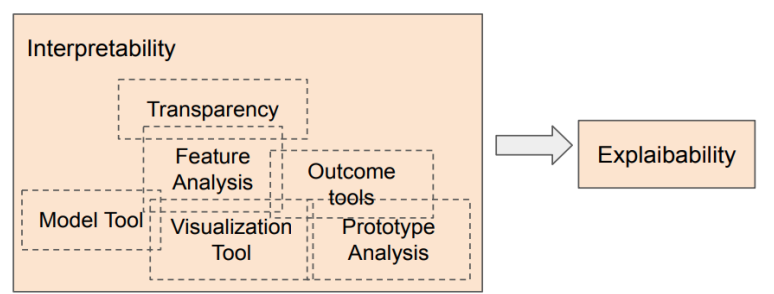 Interpretability
Transparency
Feature
Analysis
Outcome
tools
Model Tool
Visualization
Tool
Prototype
Analysis
Explaibability